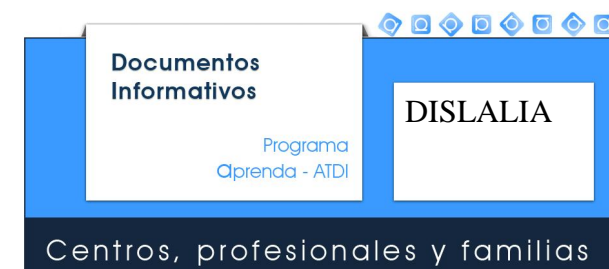 Documentos
Informativos
Programa
aprenda - ATDI
DISLALIA
Centros, profesionales y familias